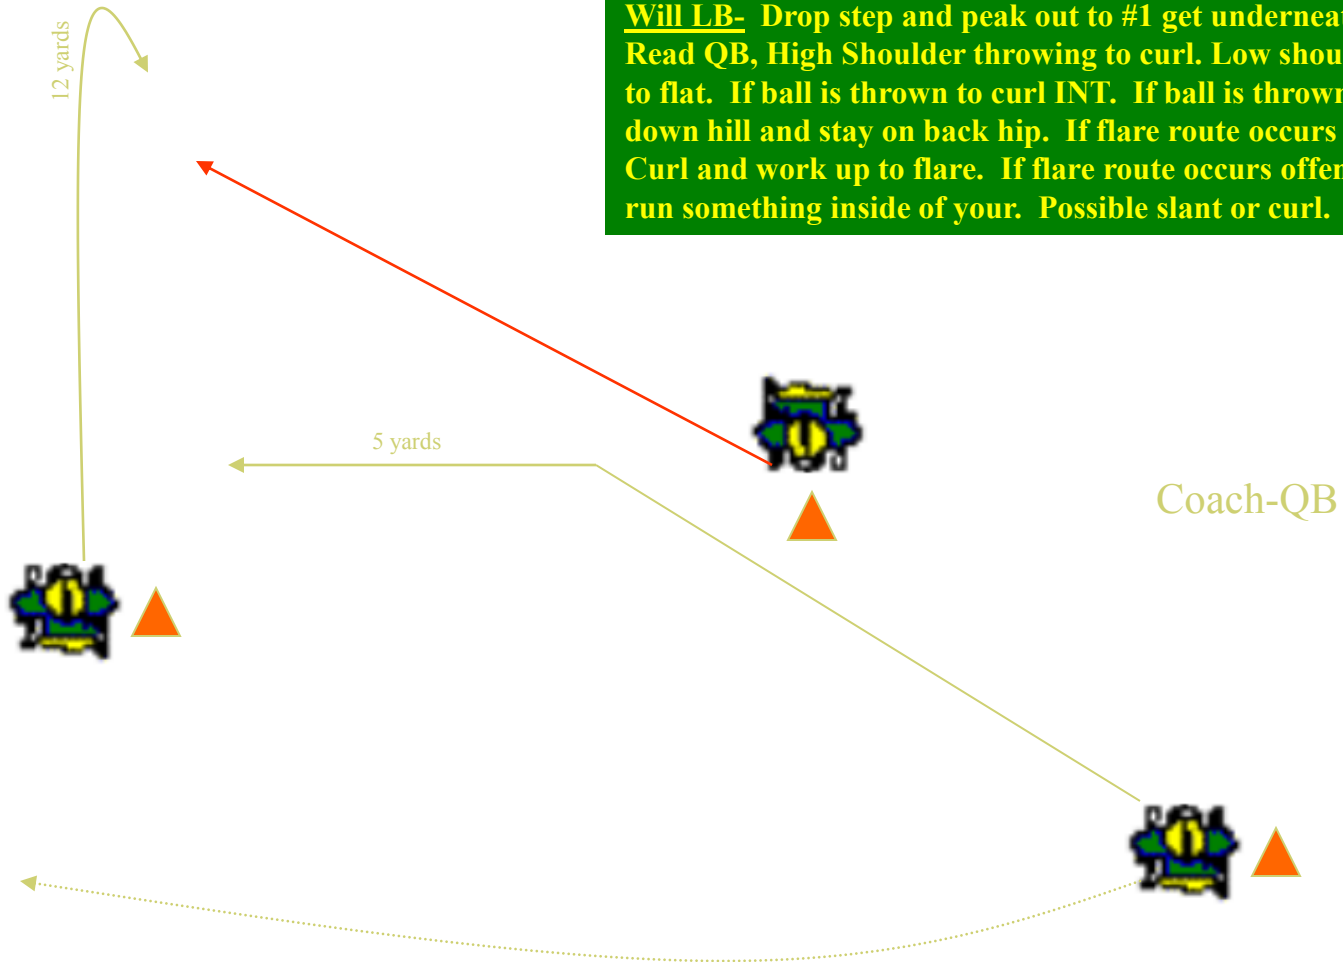 12 yards
Will LB- Drop step and peak out to #1 get underneat
Read QB, High Shoulder throwing to curl. Low shou
to flat. If ball is thrown to curl INT. If ball is thrown
down hill and stay on back hip. If flare route occurs
Curl and work up to flare. If flare route occurs offen
run something inside of your. Possible slant or curl.
5 yards
Coach-QB